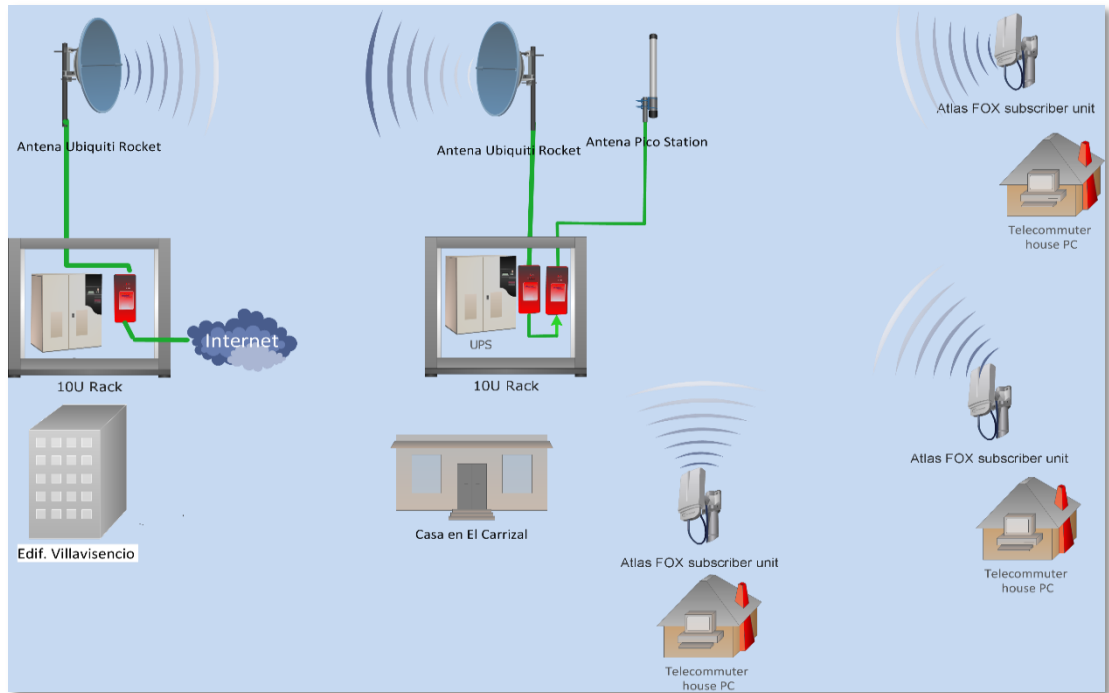 Antena Ubiquiti Rocket
Antena Ubiquiti Rocket
Antena Pico Station
Atlas FOX subscriber unit
Telecommuter
house PC
Internet
UPS
10U Rack
10U Rack
Edif. Villavisencio
Casa en El Carrizal
Atlas FOX subscriber unit
Telecommuter
house PC
Atlas FOX subscriber unit
Telecommuter
house PC